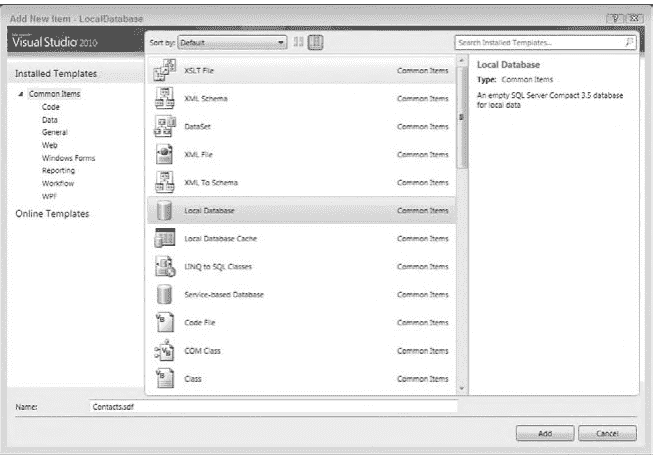 Add New Item - LocalDatabase
Microsoft
Visual Studio 2010
Sort by: Default
Search Installed Templates...
Installed Templates
Common Items
Code
Data
General
Web
Windows Forms
Reporting
Workflow
WPF
Online Templates
XSLT File Common Items
XML Schema Common Items
DataSet Common Items
XML File Common Items
XML To Schema Common Items
Local Database Common Items
Local Database Cache Common Items
LINQ to SQL Classes Common Items
Service-based Database Common Items
Code File Common Items
COM Class Common Items
Class Common Items
Local Database
Type: Common Items
An empty SQL Server Compact 3.5 database
for local data
Name: Contacts.sdf
Add Cancel